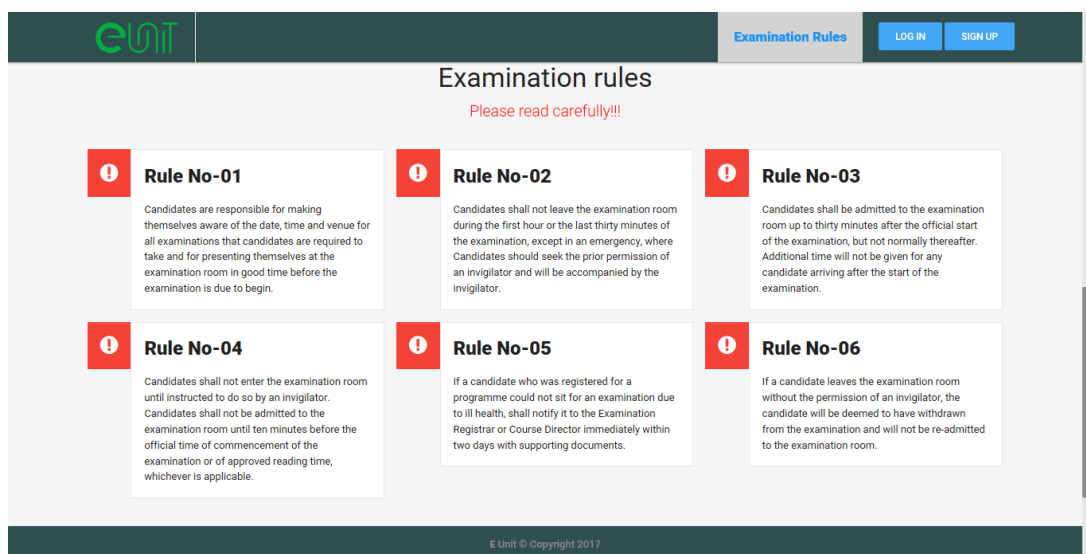 eUNIT
Examination Rules
LOG IN
SIGN UP
Examination rules
Please read carefully!!!
Rule No-01
Candidates are responsible for making
themselves aware of the date, time and venue for
all examinations that candidates are required to
take and for presenting themselves at the
examination room in good time before the
examination is due to begin.
Rule No-02
Candidates shall not leave the examination room
during the first hour or the last thirty minutes of
the examination, except in an emergency, where
Candidates should seek the prior permission of
an invigilator and will be accompanied by the
invigilator.
Rule No-03
Candidates shall be admitted to the examination
room up to thirty minutes after the official start
of the examination, but not normally thereafter.
Additional time will not be given for any
candidate arriving after the start of the
examination.
Rule No-04
Candidates shall not enter the examination room
until instructed to do so by an invigilator.
Candidates shall not be admitted to the
examination room until ten minutes before the
official time of commencement of the
examination or of approved reading time,
whichever is applicable.
Rule No-05
If a candidate who was registered for a
programme could not sit for an examination due
to ill health, shall notify it to the Examination
Registrar or Course Director immediately within
two days with supporting documents.
Rule No-06
If a candidate leaves the examination room
without the permission of an invigilator, the
candidate will be deemed to have withdrawn
from the examination and will not be re-admitted
to the examination room.
E Unit © Copyright 2017